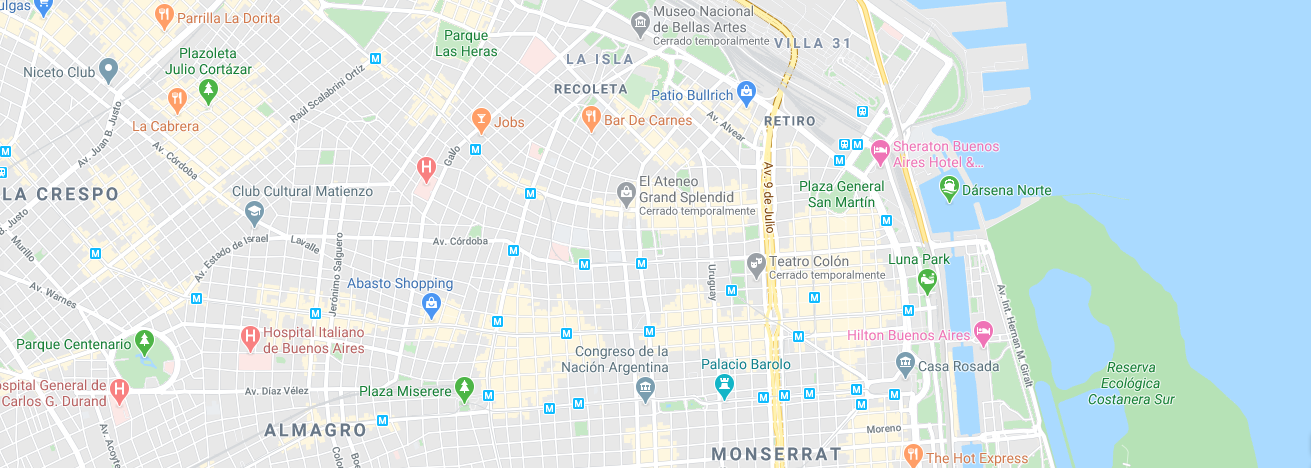 ulgas
Parrilla La Dorita
Museo Nacional
de Bellas Artes
Cerrado temporalmente
VILLA 31
Plazoleta
Julio Cortázar
Parque
Las Heras
LA ISLA
Niceto Club
Raúl Scalabrini Ortiz
RECOLETA
Patio Bullrich
La Cabrera
Jobs
Bar De Carnes
Av. Alvear
RETIRO
Av. Juan B. Justo
Av. Córdoba
Galo
Sheraton Buenos
Aires Hotel &...
LA CRESPO
Club Cultural Matienzo
El Ateneo
Grand Splendid
Cerrado temporalmente
Av. 9 de Julio
Plaza General
San Martín
Dársena Norte
Justo
Murillo
Av. Estado de Israel
Lavalle
Jerónimo Salguero
Av. Córdoba
Teatro Colón
Cerrado temporalmente
Luna Park
Av. Warnes
Abasto Shopping
Uruguay
Av. Int. Hernan M. Giralt
Parque Centenario
Hospital Italiano
de Buenos Aires
Hilton Buenos Aires
Congreso de la
Nación Argentina
Palacio Barolo
Casa Rosada
Reserva
Ecológica
Costanera Sur
ospital General de
Carlos G. Durand
Av. Díaz Vélez
Plaza Miserere
ALMAGRO
Av. Acoyte
Colo
Boe
MONSERRAT
Moreno
The Hot Express